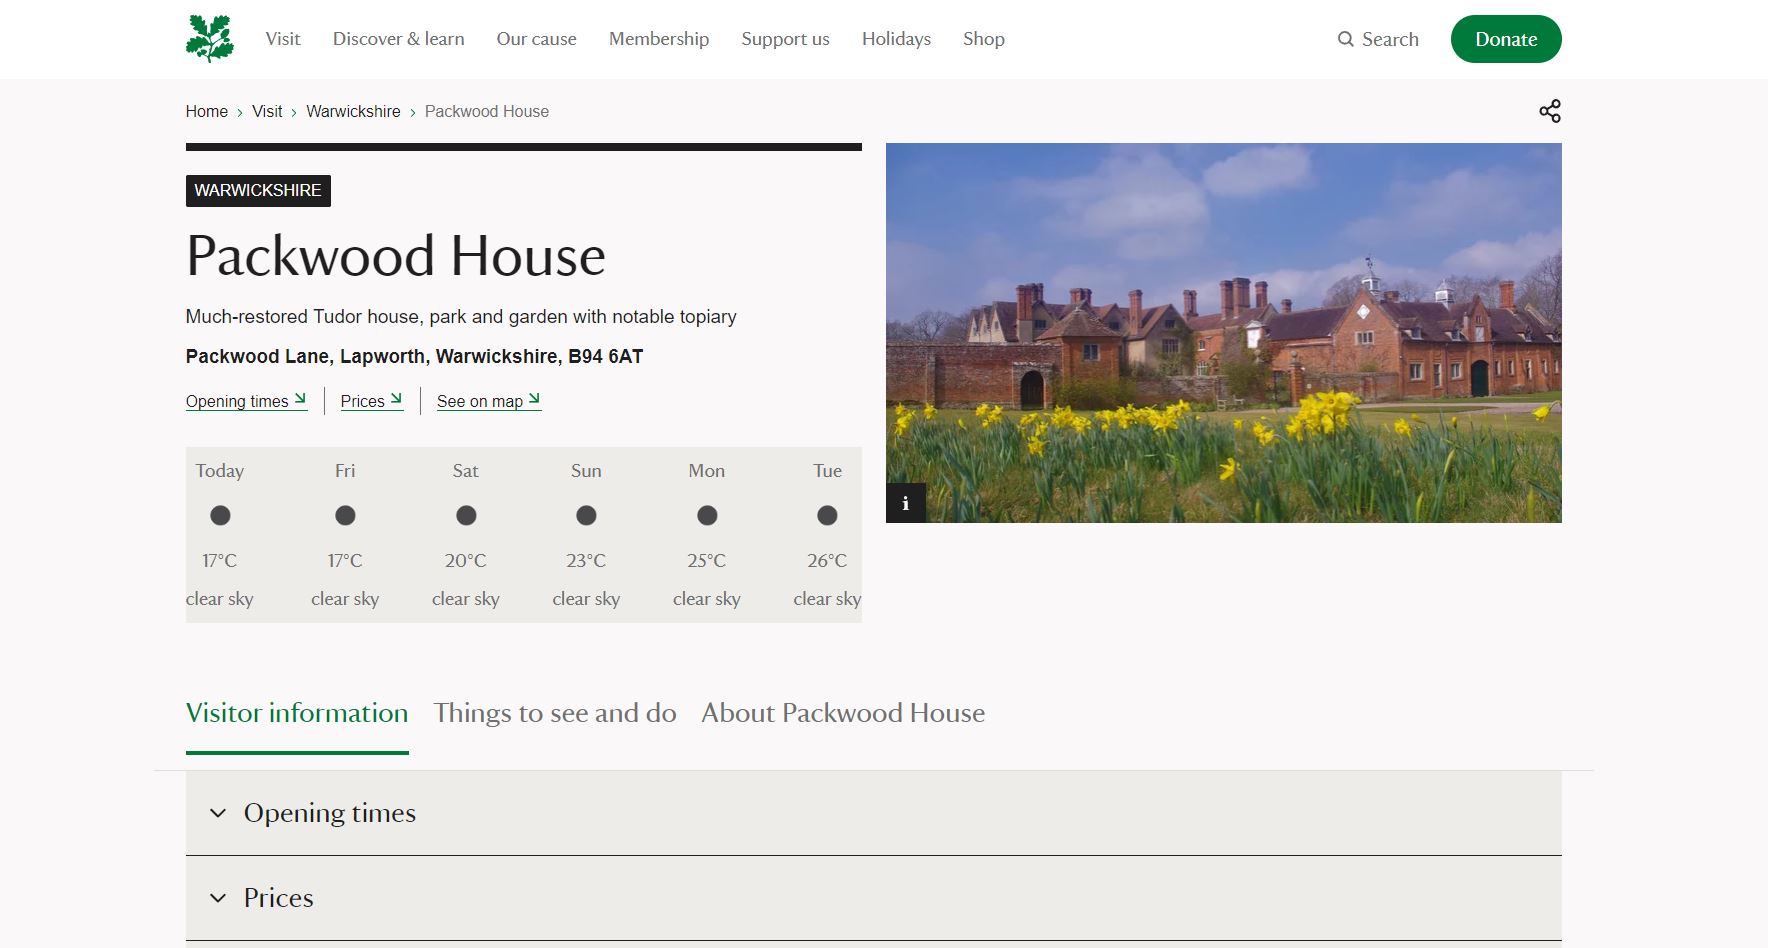 Visit Discover & learn Our cause Membership Support us Holidays Shop Search Donate
Home Visit Warwickshire Packwood House
WARWICKSHIRE
Packwood House
Much-restored Tudor house, park and garden with notable topiary
Packwood Lane, Lapworth, Warwickshire, B94 6AT
Opening times Prices See on map
Today Fri Sat Sun Mon Tue
17°C 17°C 20°C 23°C 25°C 26°C
clear sky clear sky clear sky clear sky clear sky clear sky
i
Visitor information Things to see and do About Packwood House
Opening times
Prices